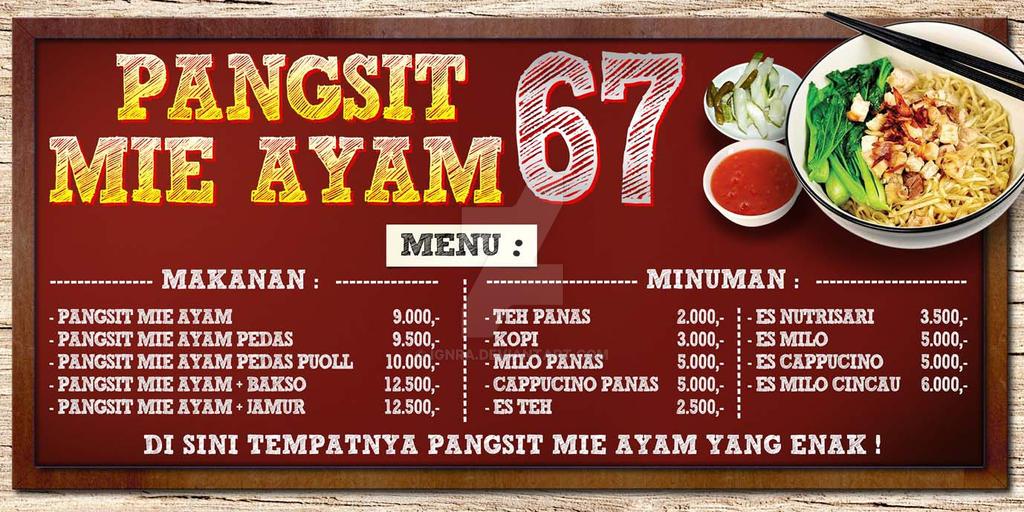 PANGSIT
MIE AYAM 67
MENU :
MAKANAN :
- PANGSIT MIE AYAM 9.000,-
- PANGSIT MIE AYAM PEDAS 9.500,-
- PANGSIT MIE AYAM PEDAS PUOLL 10.000,-
- PANGSIT MIE AYAM + BAKSO 12.500,-
- PANGSIT MIE AYAM + JAMUR 12.500,-
MINUMAN :
- TEH PANAS 2.000,-
- KOPI 3.000,-
- MILO PANAS 5.000,-
- CAPPUCINO PANAS 5.000,-
- ES TEH 2.500,-
- ES NUTRISARI 3.500,-
- ES MILO 5.000,-
- ES CAPPUCINO 5.000,-
- ES MILO CINCAU 6.000,-
DI SINI TEMPATNYA PANGSIT MIE AYAM YANG ENAK !